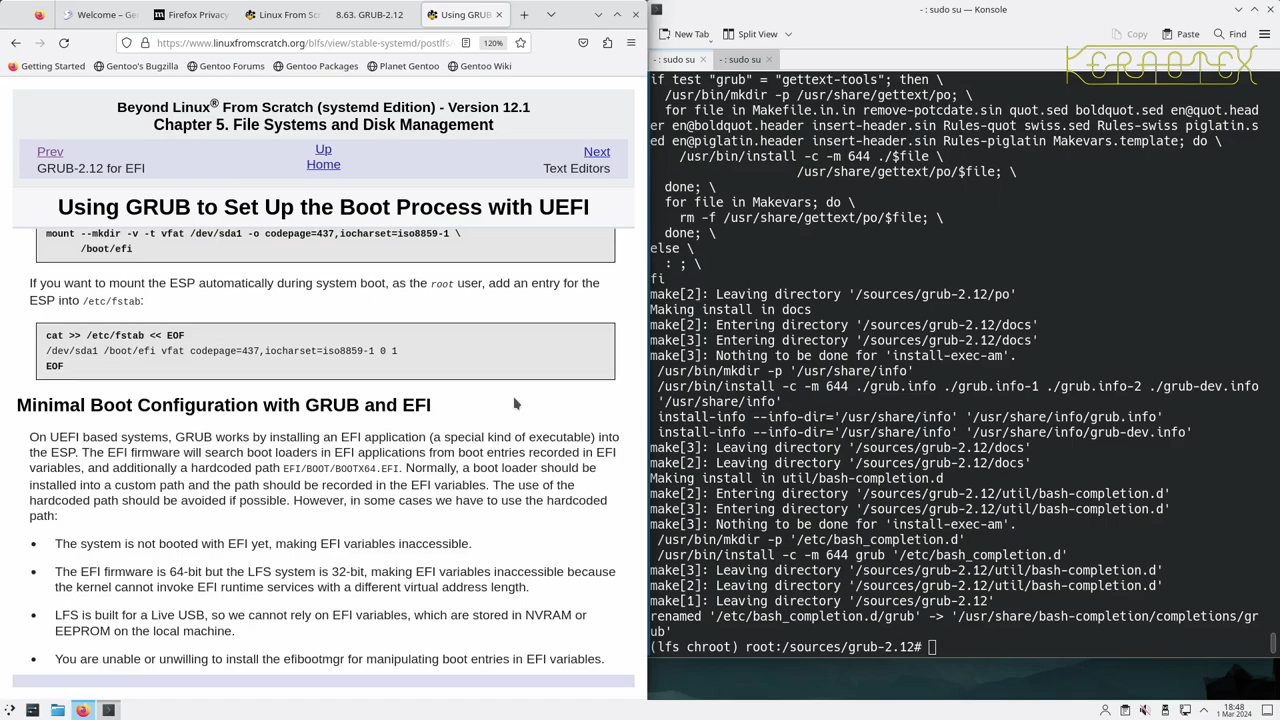 Welcome – Ge
Firefox Privacy
Linux From Sc
8.63. GRUB-2.12
Using GRUB
https://www.linuxfromscratch.org/blfs/view/stable-systemd/postlfs
120%
Getting Started
Gentoo's Bugzilla
Gentoo Forums
Gentoo Packages
Planet Gentoo
Gentoo Wiki
Beyond Linux® From Scratch (systemd Edition) - Version 12.1
Chapter 5. File Systems and Disk Management
Prev
Up
Next
GRUB-2.12 for EFI
Home
Text Editors
Using GRUB to Set Up the Boot Process with UEFI
mount --mkdir -v -t vfat /dev/sda1 -o codepage=437,iocharset=iso8859-1 \
/boot/efi
If you want to mount the ESP automatically during system boot, as the root user, add an entry for the
ESP into /etc/fstab:
cat >> /etc/fstab << EOF
/dev/sda1 /boot/efi vfat codepage=437,iocharset=iso8859-1 0 1
EOF
Minimal Boot Configuration with GRUB and EFI
On UEFI based systems, GRUB works by installing an EFI application (a special kind of executable) into
the ESP. The EFI firmware will search boot loaders in EFI applications from boot entries recorded in EFI
variables, and additionally a hardcoded path EFI/BOOT/BOOTX64.EFI. Normally, a boot loader should be
installed into a custom path and the path should be recorded in the EFI variables. The use of the
hardcoded path should be avoided if possible. However, in some cases we have to use the hardcoded
path:
• The system is not booted with EFI yet, making EFI variables inaccessible.
• The EFI firmware is 64-bit but the LFS system is 32-bit, making EFI variables inaccessible because
the kernel cannot invoke EFI runtime services with a different virtual address length.
• LFS is built for a Live USB, so we cannot rely on EFI variables, which are stored in NVRAM or
EEPROM on the local machine.
• You are unable or unwilling to install the efibootmgr for manipulating boot entries in EFI variables.
- : sudo su — Konsole
New Tab
Split View
Copy
Paste
Find
- : sudo su
- : sudo su
KERNOTEX
if test "grub" = "gettext-tools"; then \
/usr/bin/mkdir -p /usr/share/gettext/po; \
for file in Makefile.in.in remove-potcdate.sin quot.sed boldquot.sed en@quot.head
er en@boldquot.header insert-header.sin Rules-quot swiss.sed Rules-swiss piglatin.s
ed en@piglatin.header insert-header.sin Rules-piglatin Makevars.template; do \
/usr/bin/install -c -m 644 ./$file \
/usr/share/gettext/po/$file; \
done; \
for file in Makevars; do \
rm -f /usr/share/gettext/po/$file; \
done; \
else \
: ; \
fi
make[2]: Leaving directory '/sources/grub-2.12/po'
Making install in docs
make[2]: Entering directory '/sources/grub-2.12/docs'
make[3]: Entering directory '/sources/grub-2.12/docs'
make[3]: Nothing to be done for 'install-exec-am'.
/usr/bin/mkdir -p '/usr/share/info'
/usr/bin/install -c -m 644 ./grub.info ./grub.info-1 ./grub.info-2 ./grub-dev.info
'/usr/share/info'
install-info --info-dir='/usr/share/info' '/usr/share/info/grub.info'
install-info --info-dir='/usr/share/info' '/usr/share/info/grub-dev.info'
make[3]: Leaving directory '/sources/grub-2.12/docs'
make[2]: Leaving directory '/sources/grub-2.12/docs'
Making install in util/bash-completion.d
make[2]: Entering directory '/sources/grub-2.12/util/bash-completion.d'
make[3]: Entering directory '/sources/grub-2.12/util/bash-completion.d'
make[3]: Nothing to be done for 'install-exec-am'.
/usr/bin/mkdir -p '/etc/bash_completion.d'
/usr/bin/install -c -m 644 grub '/etc/bash_completion.d'
make[3]: Leaving directory '/sources/grub-2.12/util/bash-completion.d'
make[2]: Leaving directory '/sources/grub-2.12/util/bash-completion.d'
make[1]: Leaving directory '/sources/grub-2.12'
renamed '/etc/bash_completion.d/grub' -> '/usr/share/bash-completion/completions/gr
ub'
(lfs chroot) root:/sources/grub-2.12#
18:48
1 Mar 2024